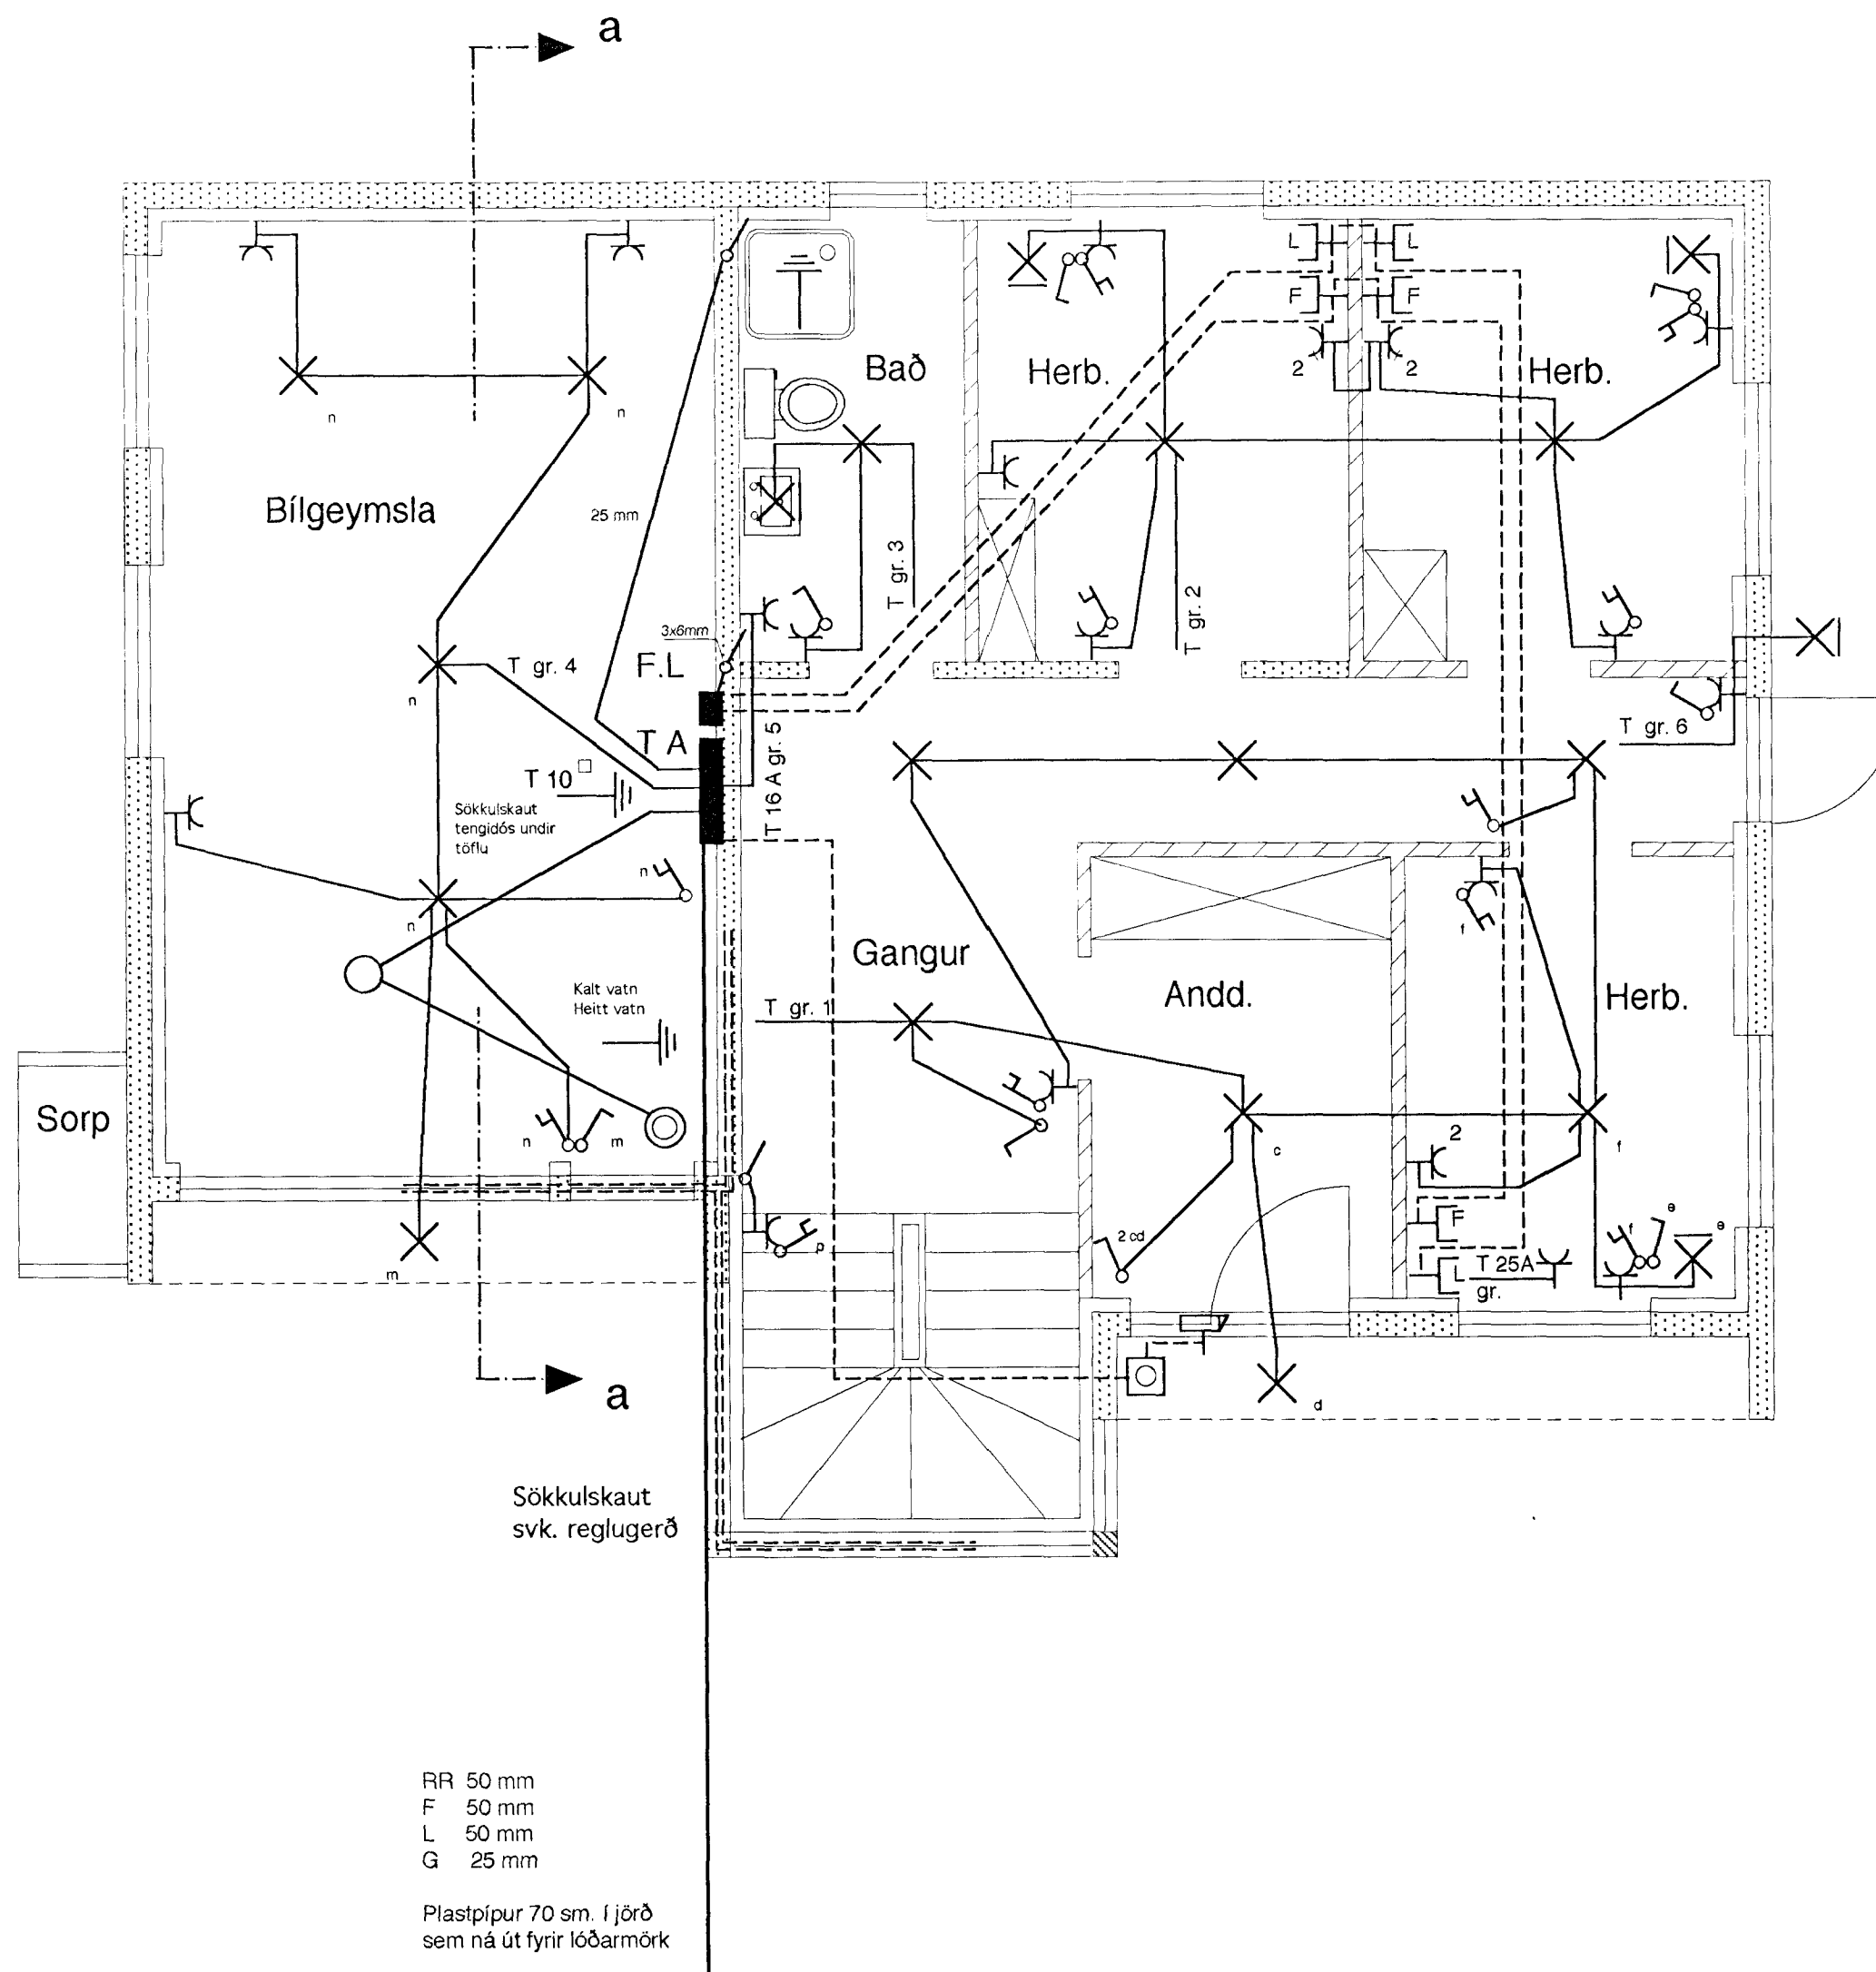 a
L
L
F
F
2
2
Bað
Herb.
Herb.
n
n
Bílgeymsla
25 mm
T gr. 3
T gr. 2
3x6mm
T gr. 4
F.L
n
T gr. 6
T A
T 16 A gr. 5
T 10
Sökkulskaut
tengidós undir
töflu
n
n
f
Gangur
Andd.
Herb.
Kalt vatn
Heitt vatn
T gr. 1
Sorp
n
m
2
c
f
F
2 cd
p
f
e
e
m
L
T 25A
gr.
a
d
Sökkulskaut
svk. reglugerð
RR 50 mm
F 50 mm
L 50 mm
G 25 mm
Plastpípur 70 sm. í jörð
sem ná út fyrir lóðarmörk